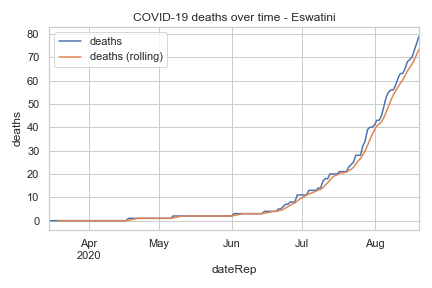 COVID-19 deaths over time - Eswatini
deaths
deaths (rolling)
80
70
60
50
40
30
20
10
0
deaths
Apr
2020
May
Jun
Jul
Aug
dateRep